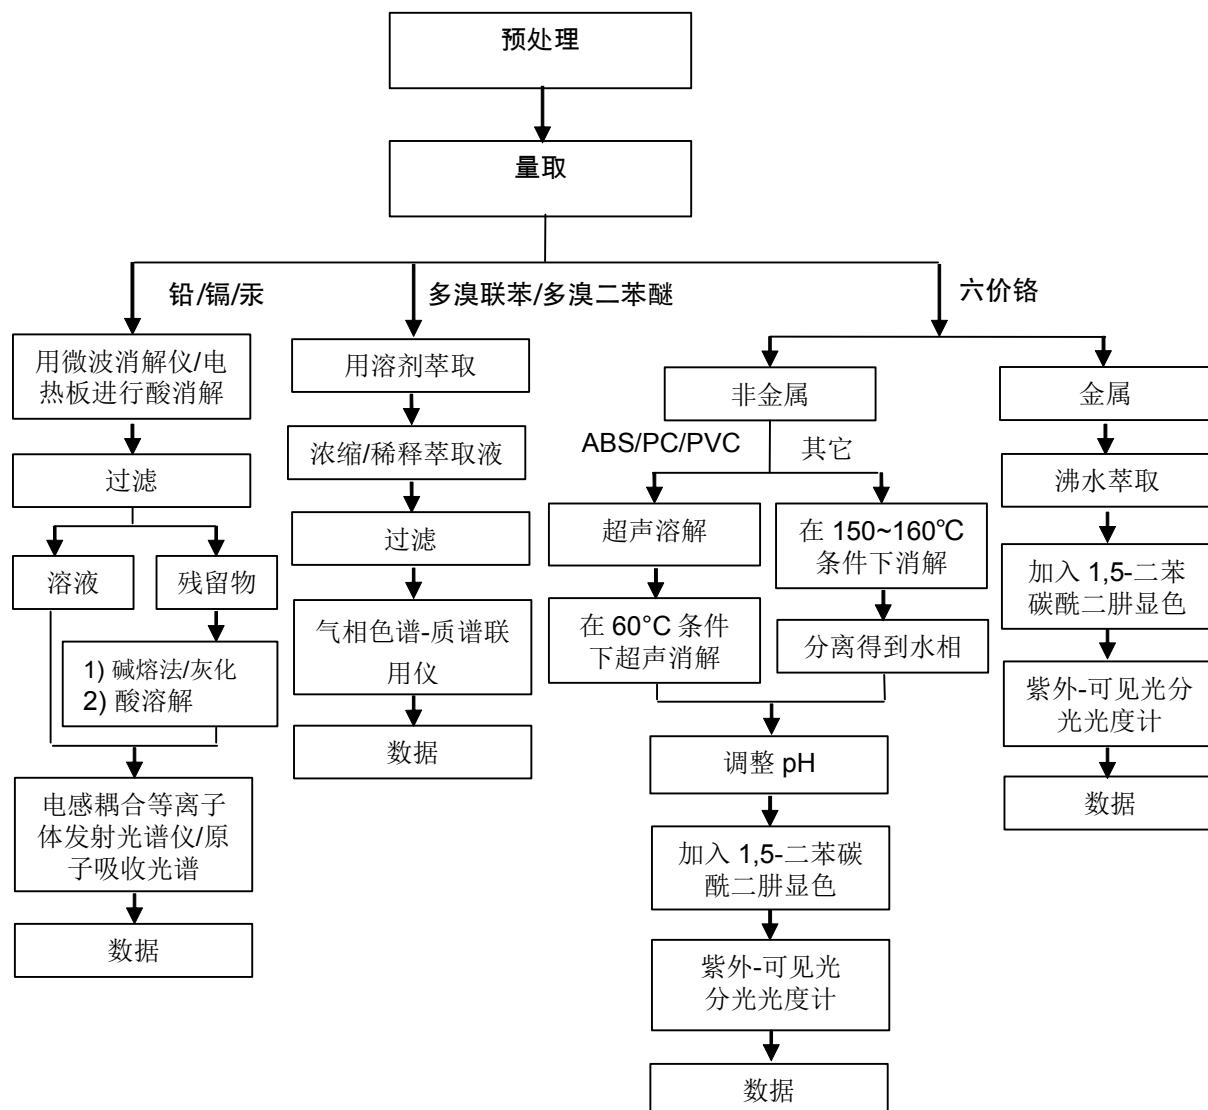 预处理
量取
铅/镉/汞
多溴联苯/多溴二苯醚
六价铬
用微波消解仪/电
热板进行酸消解
过滤
溶液
残留物
1) 碱熔法/灰化
2) 酸溶解
电感耦合等离子
体发射光谱仪/原
子吸收光谱
数据
用溶剂萃取
浓缩/稀释萃取液
过滤
气相色谱-质谱联
用仪
数据
非金属
ABS/PC/PVC
其它
超声溶解
在 60°C 条件
下超声消解
在 150~160℃
条件下消解
分离得到水相
调整 pH
加入 1,5-二苯碳
酰二肼显色
紫外-可见光
分光光度计
数据
金属
沸水萃取
加入 1,5-二苯
碳酰二肼显色
紫外-可见光分
光光度计
数据